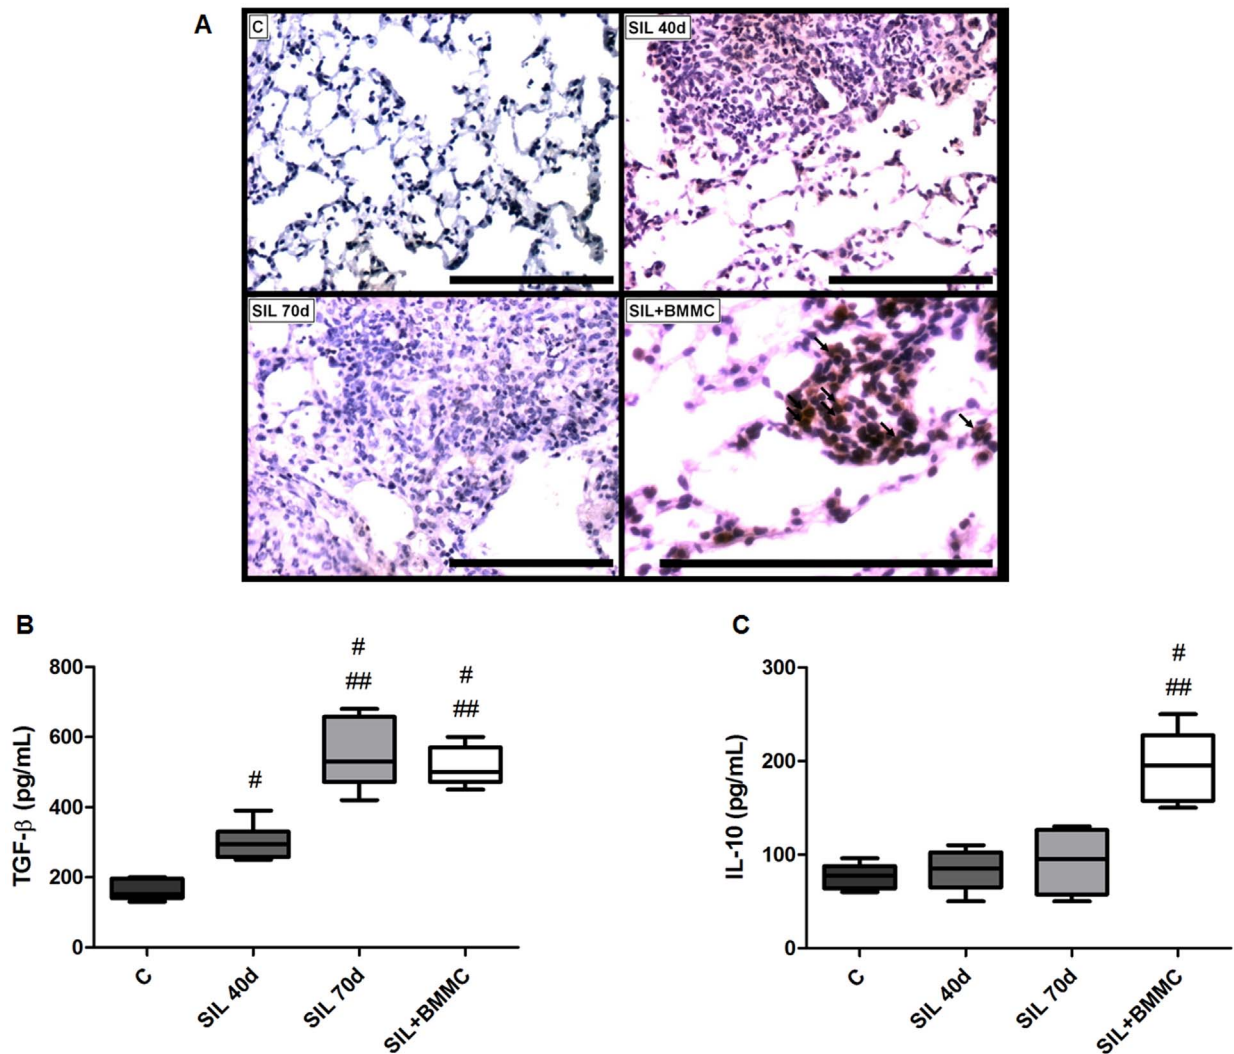 A
C
SIL 40d
SIL 70d
SIL+BMMC
B
TGF-β (pg/mL)
800
600
400
200
0
#
#
##
#
##
C
SIL 40d
SIL 70d
SIL+BMMC
C
IL-10 (pg/mL)
300
200
100
0
#
##
C
SIL 40d
SIL 70d
SIL+BMMC